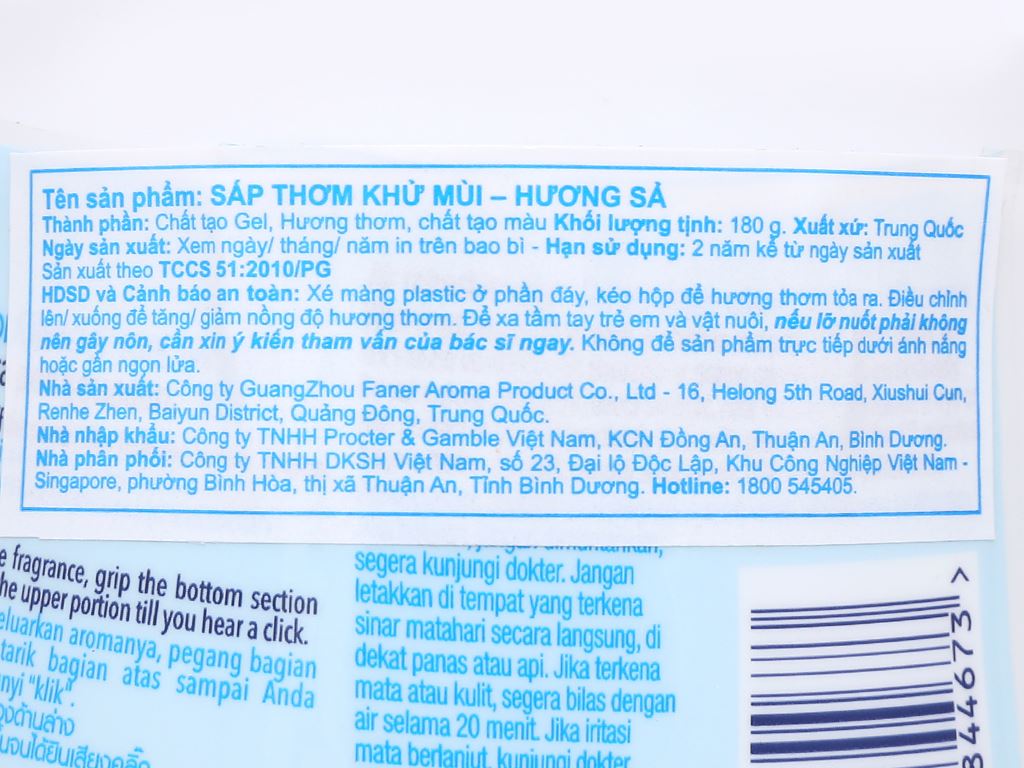 Tên sản phẩm: SÁP THƠM KHỬ MÙI – HƯƠNG SẢ
Thành phần: Chất tạo Gel, Hương thơm, chất tạo màu Khối lượng tịnh: 180 g. Xuất xứ: Trung Quốc
Ngày sản xuất: Xem ngày/ tháng/ năm in trên bao bì - Hạn sử dụng: 2 năm kể từ ngày sản xuất
Sản xuất theo TCCS 51:2010/PG
HDSD và Cảnh báo an toàn: Xé màng plastic ở phần đáy, kéo hộp để hương thơm tỏa ra. Điều chỉnh
lên/ xuống để tăng/ giảm nồng độ hương thơm. Để xa tầm tay trẻ em và vật nuôi, nếu lỡ nuốt phải không
nên gây nôn, cần xin ý kiến tham vấn của bác sĩ ngay. Không để sản phẩm trực tiếp dưới ánh nắng
hoặc gần ngọn lửa.
Nhà sản xuất: Công ty GuangZhou Faner Aroma Product Co., Ltd - 16, Helong 5th Road, Xiushui Cun,
Renhe Zhen, Baiyun District, Quảng Đông, Trung Quốc.
Nhà nhập khẩu: Công ty TNHH Procter & Gamble Việt Nam, KCN Đồng An, Thuận An, Bình Dương.
Nhà phân phối: Công ty TNHH DKSH Việt Nam, số 23, Đại lộ Độc Lập, Khu Công Nghiệp Việt Nam -
Singapore, phường Bình Hòa, thị xã Thuận An, Tỉnh Bình Dương. Hotline: 1800 545405.
e fragrance, grip the bottom section
he upper portion till you hear a click.
eluarkan aromanya, pegang bagian
tarik bagian atas sampai Anda
nyi "klik".
segera kunjungi dokter. Jangan
letakkan di tempat yang terkena
sinar matahari secara langsung, di
dekat panas atau api. Jika terkena
mata atau kulit, segera bilas dengan
air selama 20 menit. Jika iritasi
mata berlanjut, kunjungi dokter
844673 >